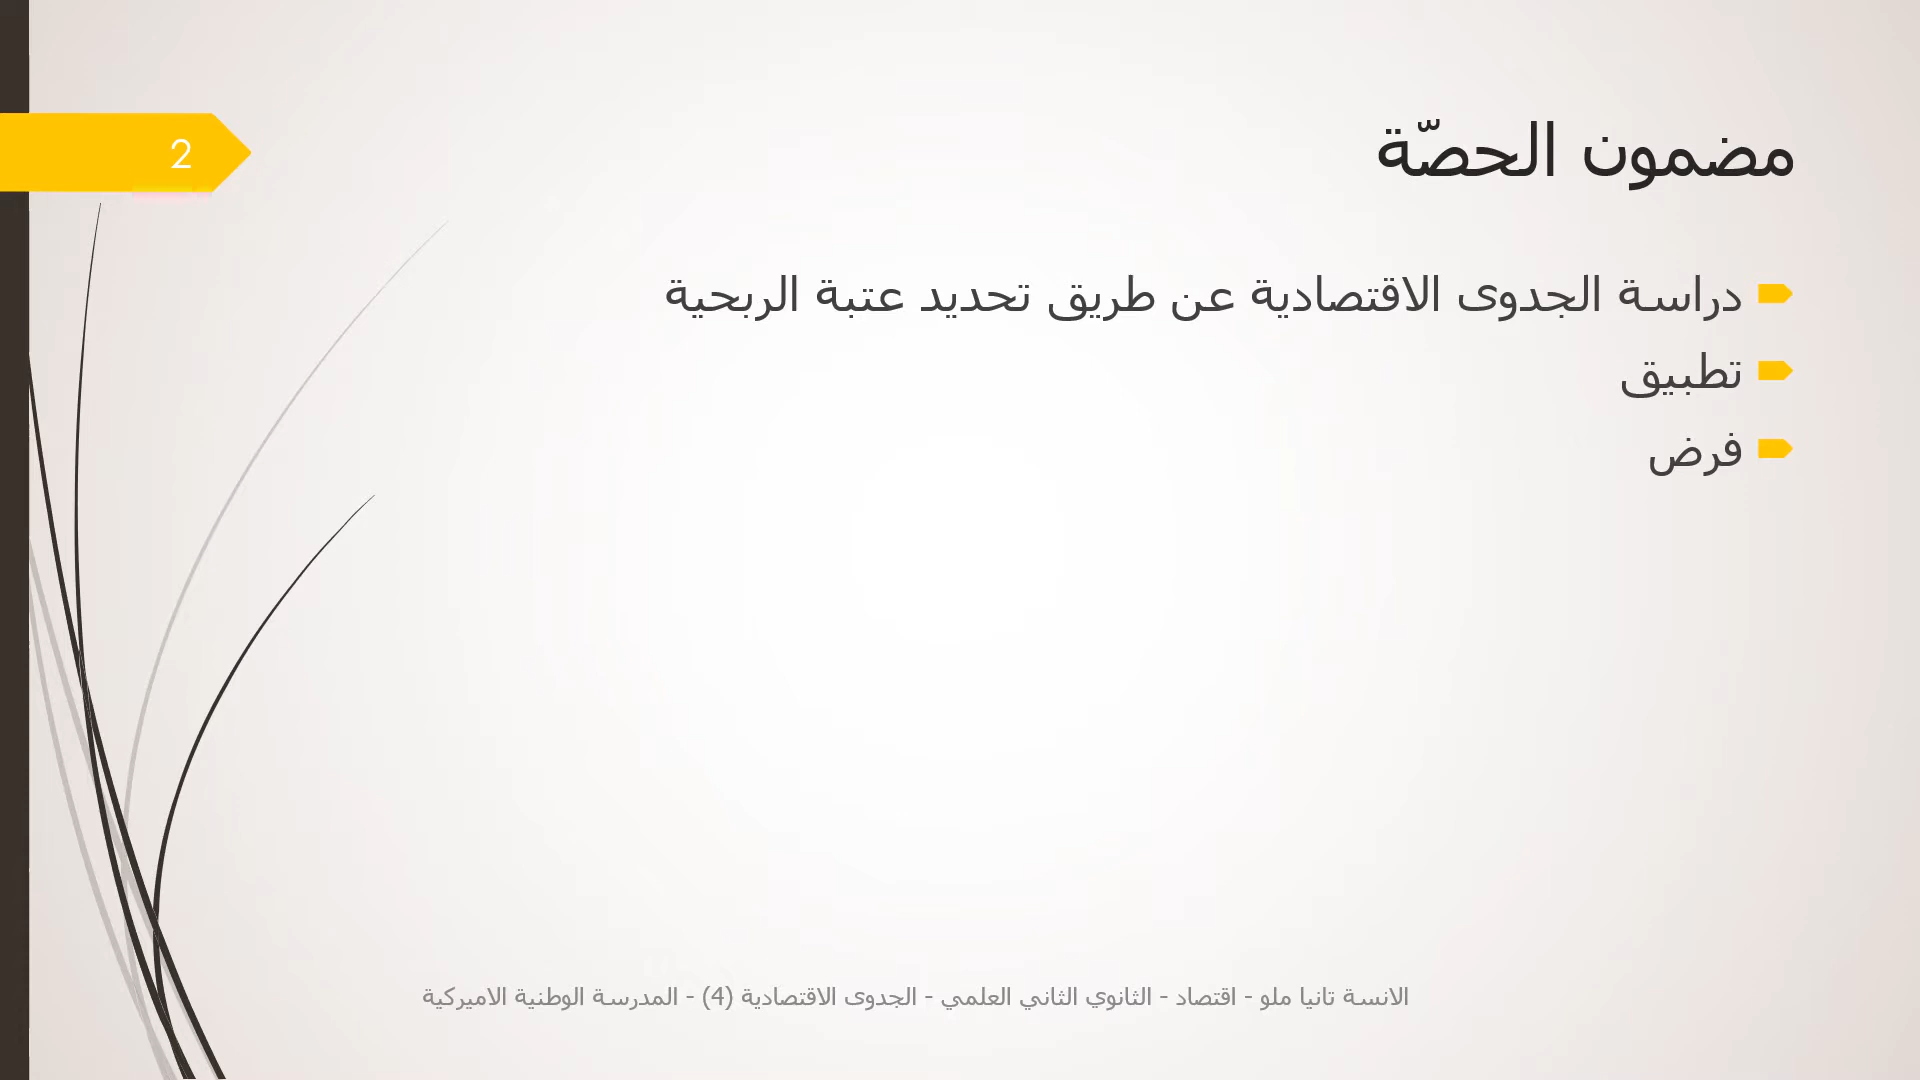 2
مضمون الحصّة
دراسة الجدوى الاقتصادية عن طريق تحديد عتبة الربحية
تطبيق
فرض
الانسة تانيا ملو - اقتصاد - الثانوي الثاني العلمي - الجدوى الاقتصادية (4) - المدرسة الوطنية الاميركية